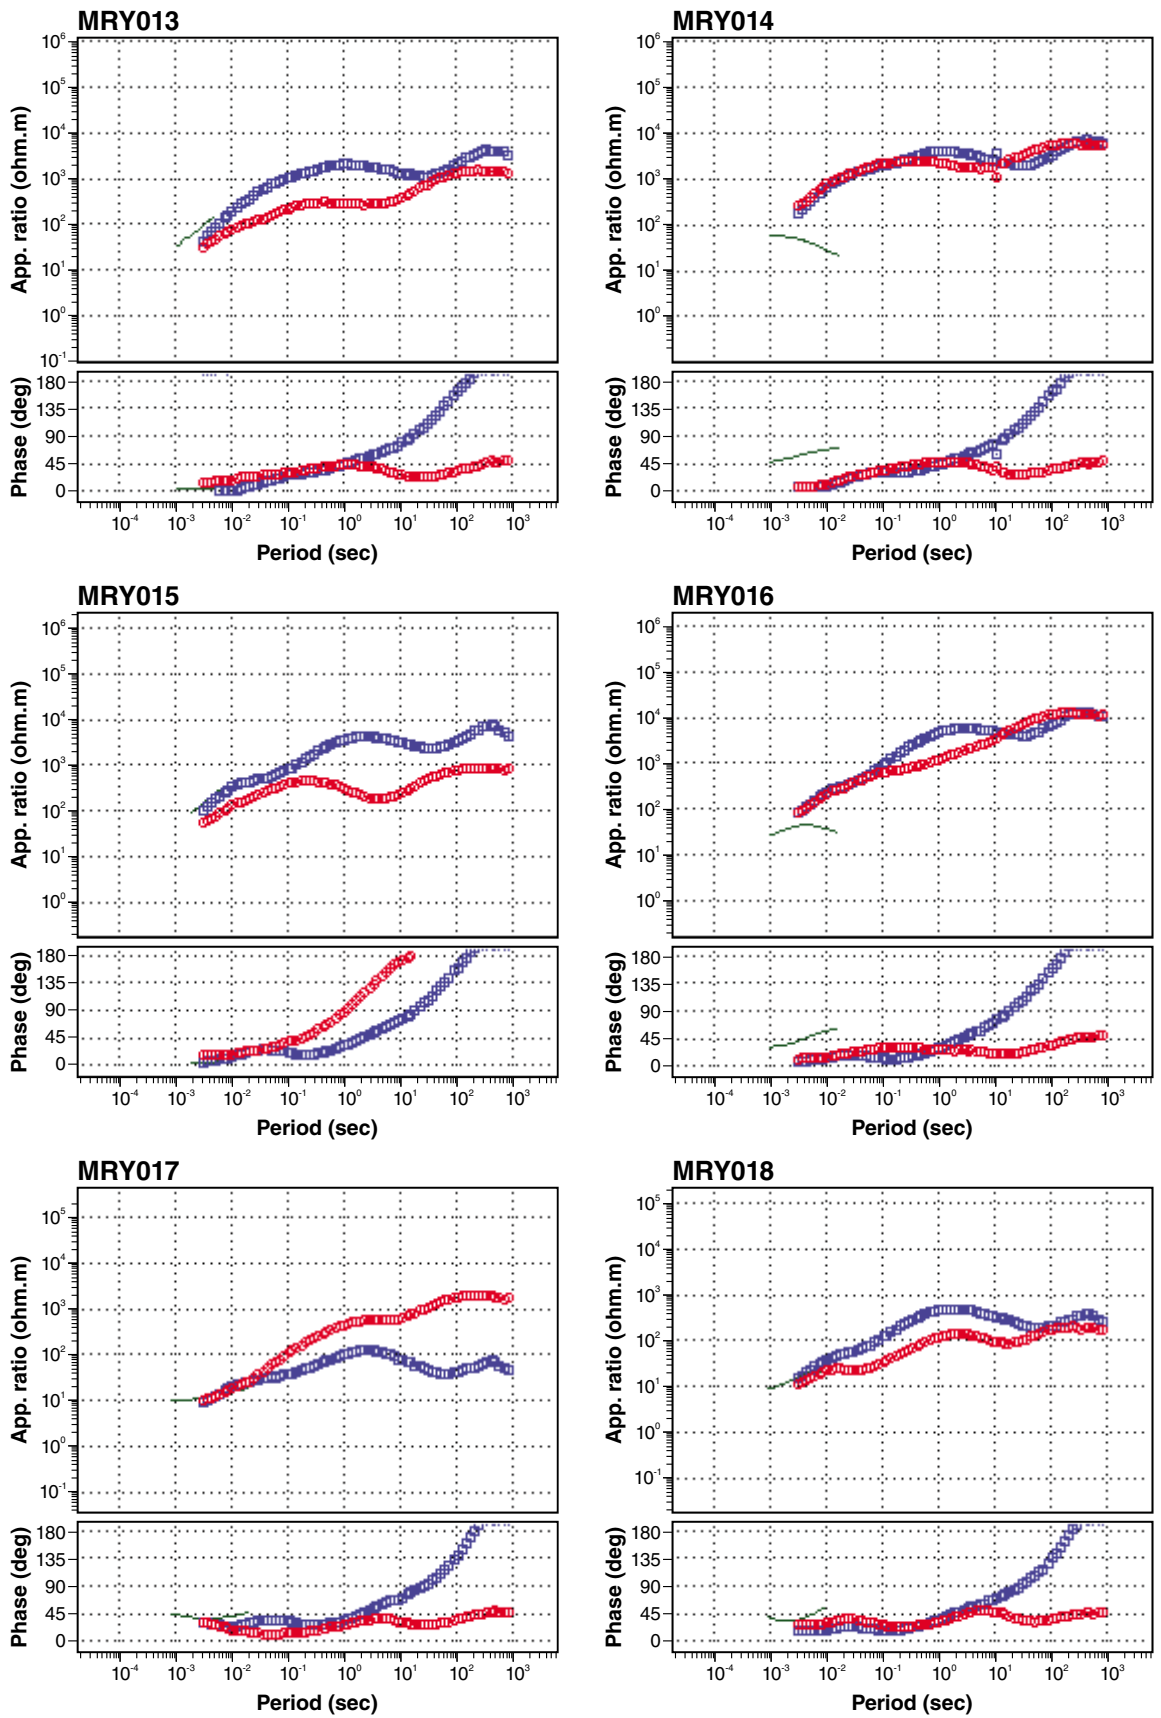 MRY013
MRY014
App. ratio (ohm.m)
10⁶
10⁵
10⁴
10³
10²
10¹
10⁰
10⁻¹
App. ratio (ohm.m)
10⁶
10⁵
10⁴
10³
10²
10¹
10⁰
Phase (deg)
180
135
90
45
0
Phase (deg)
180
135
90
45
0
10⁻⁴ 10⁻³ 10⁻² 10⁻¹ 10⁰ 10¹ 10² 10³
10⁻⁴ 10⁻³ 10⁻² 10⁻¹ 10⁰ 10¹ 10² 10³
Period (sec)
Period (sec)
MRY015
MRY016
App. ratio (ohm.m)
10⁶
10⁵
10⁴
10³
10²
10¹
10⁰
App. ratio (ohm.m)
10⁶
10⁵
10⁴
10³
10²
10¹
10⁰
Phase (deg)
180
135
90
45
0
Phase (deg)
180
135
90
45
0
10⁻⁴ 10⁻³ 10⁻² 10⁻¹ 10⁰ 10¹ 10² 10³
10⁻⁴ 10⁻³ 10⁻² 10⁻¹ 10⁰ 10¹ 10² 10³
Period (sec)
Period (sec)
MRY017
MRY018
App. ratio (ohm.m)
10⁵
10⁴
10³
10²
10¹
10⁰
10⁻¹
App. ratio (ohm.m)
10⁵
10⁴
10³
10²
10¹
10⁰
10⁻¹
Phase (deg)
180
135
90
45
0
Phase (deg)
180
135
90
45
0
10⁻⁴ 10⁻³ 10⁻² 10⁻¹ 10⁰ 10¹ 10² 10³
10⁻⁴ 10⁻³ 10⁻² 10⁻¹ 10⁰ 10¹ 10² 10³
Period (sec)
Period (sec)